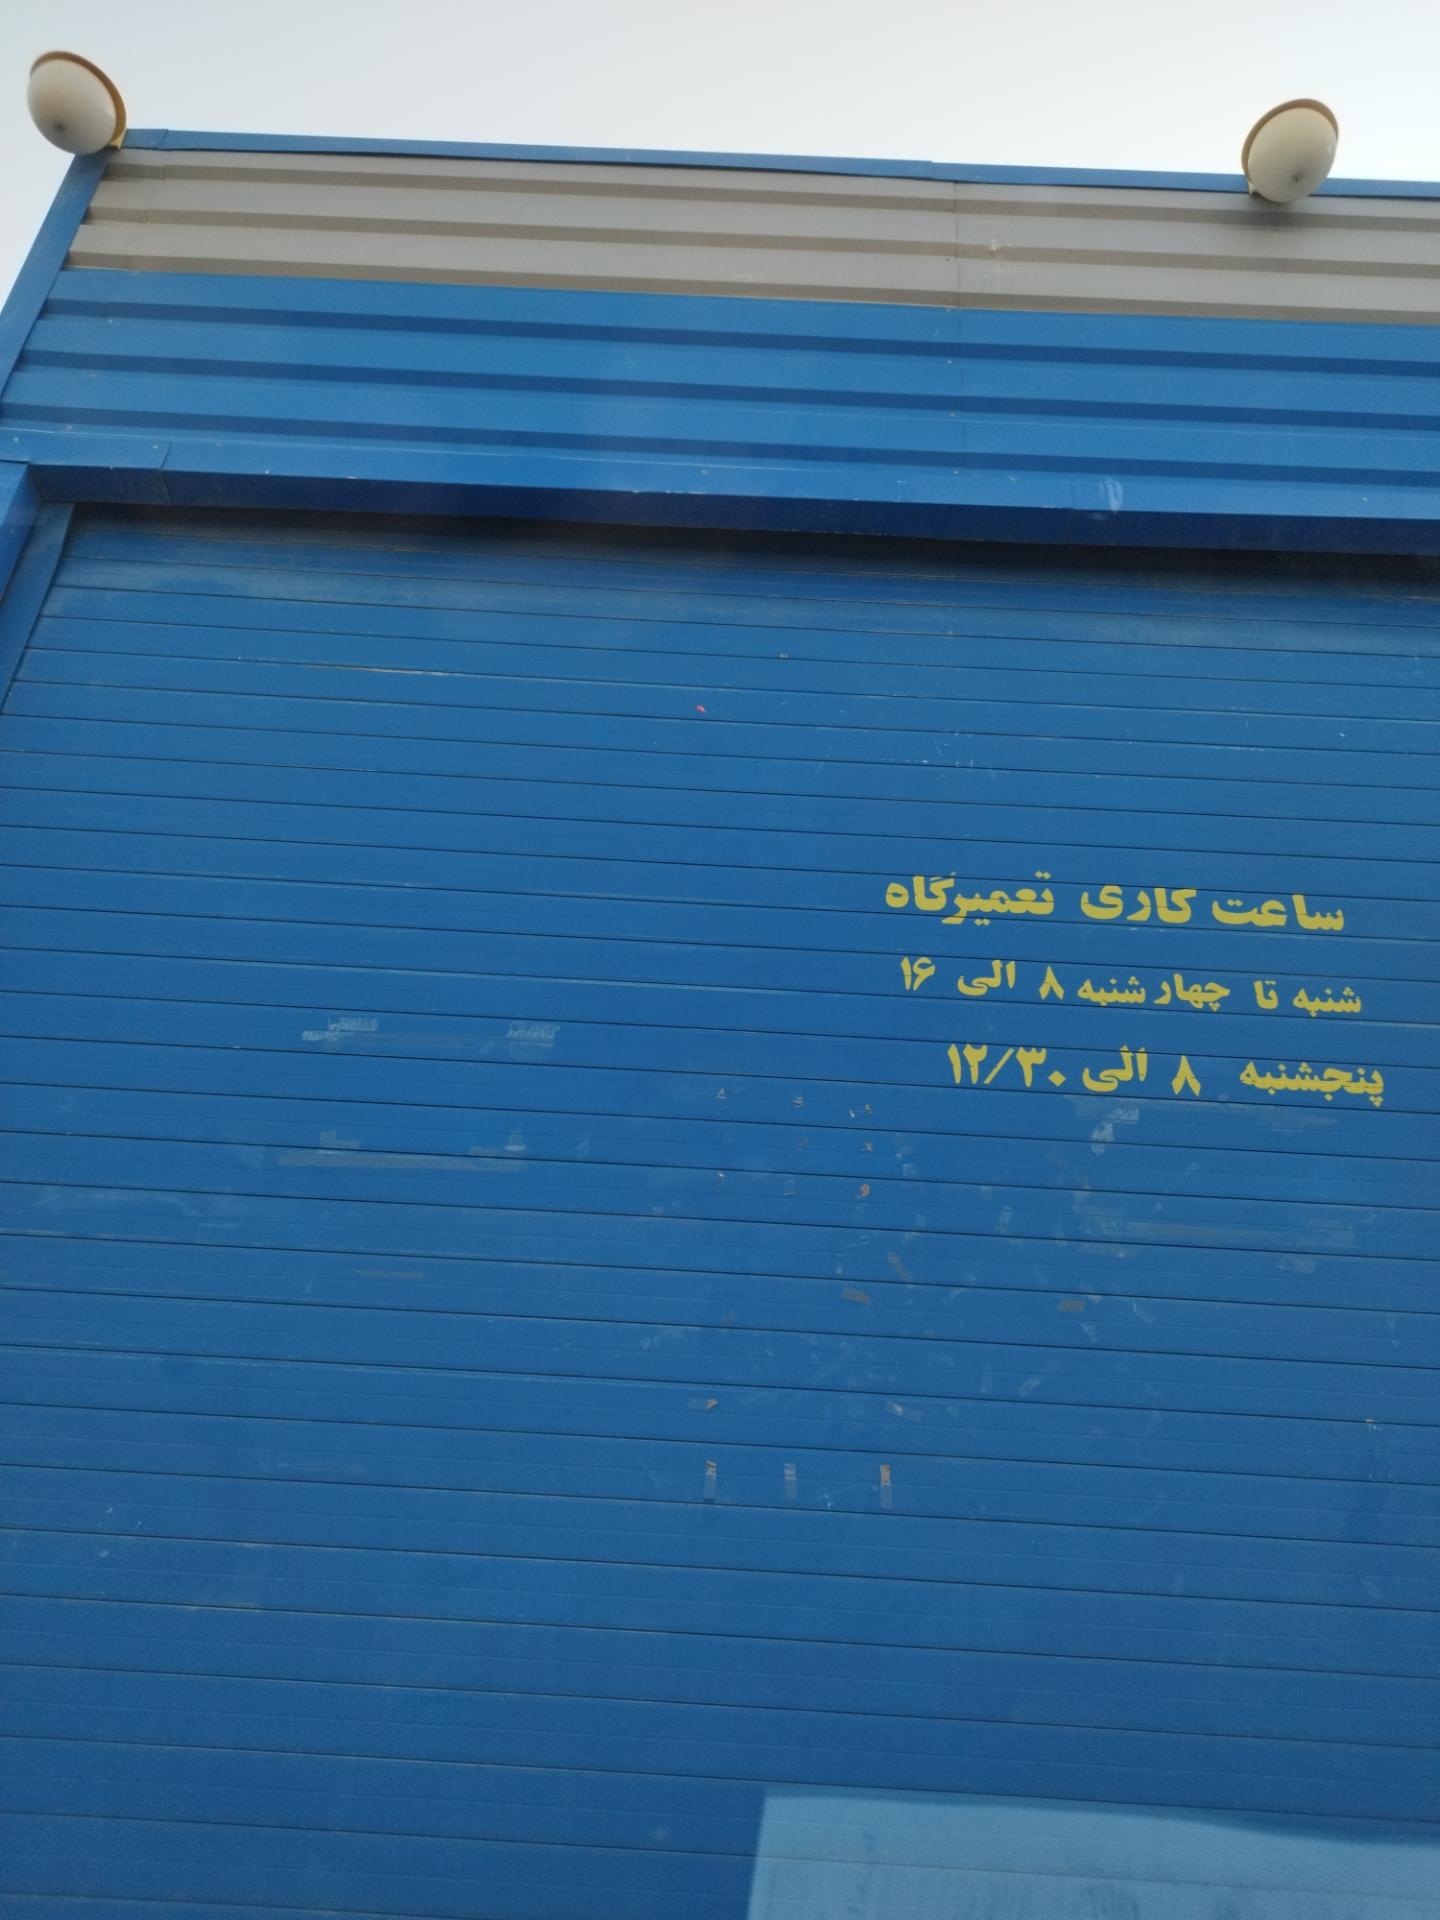 ساعت کاری تعمیرگاه
شنبه تا چهارشنبه ۸ الی ۱۶
پنجشنبه ۸ الی ۱۲/۳۰